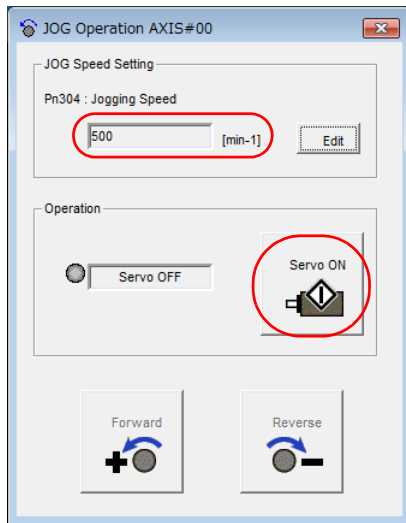 JOG Operation AXIS#00
JOG Speed Setting
Pn304 : Jogging Speed
500 [min-1] Edit
Operation
Servo OFF
Servo ON
Forward Reverse